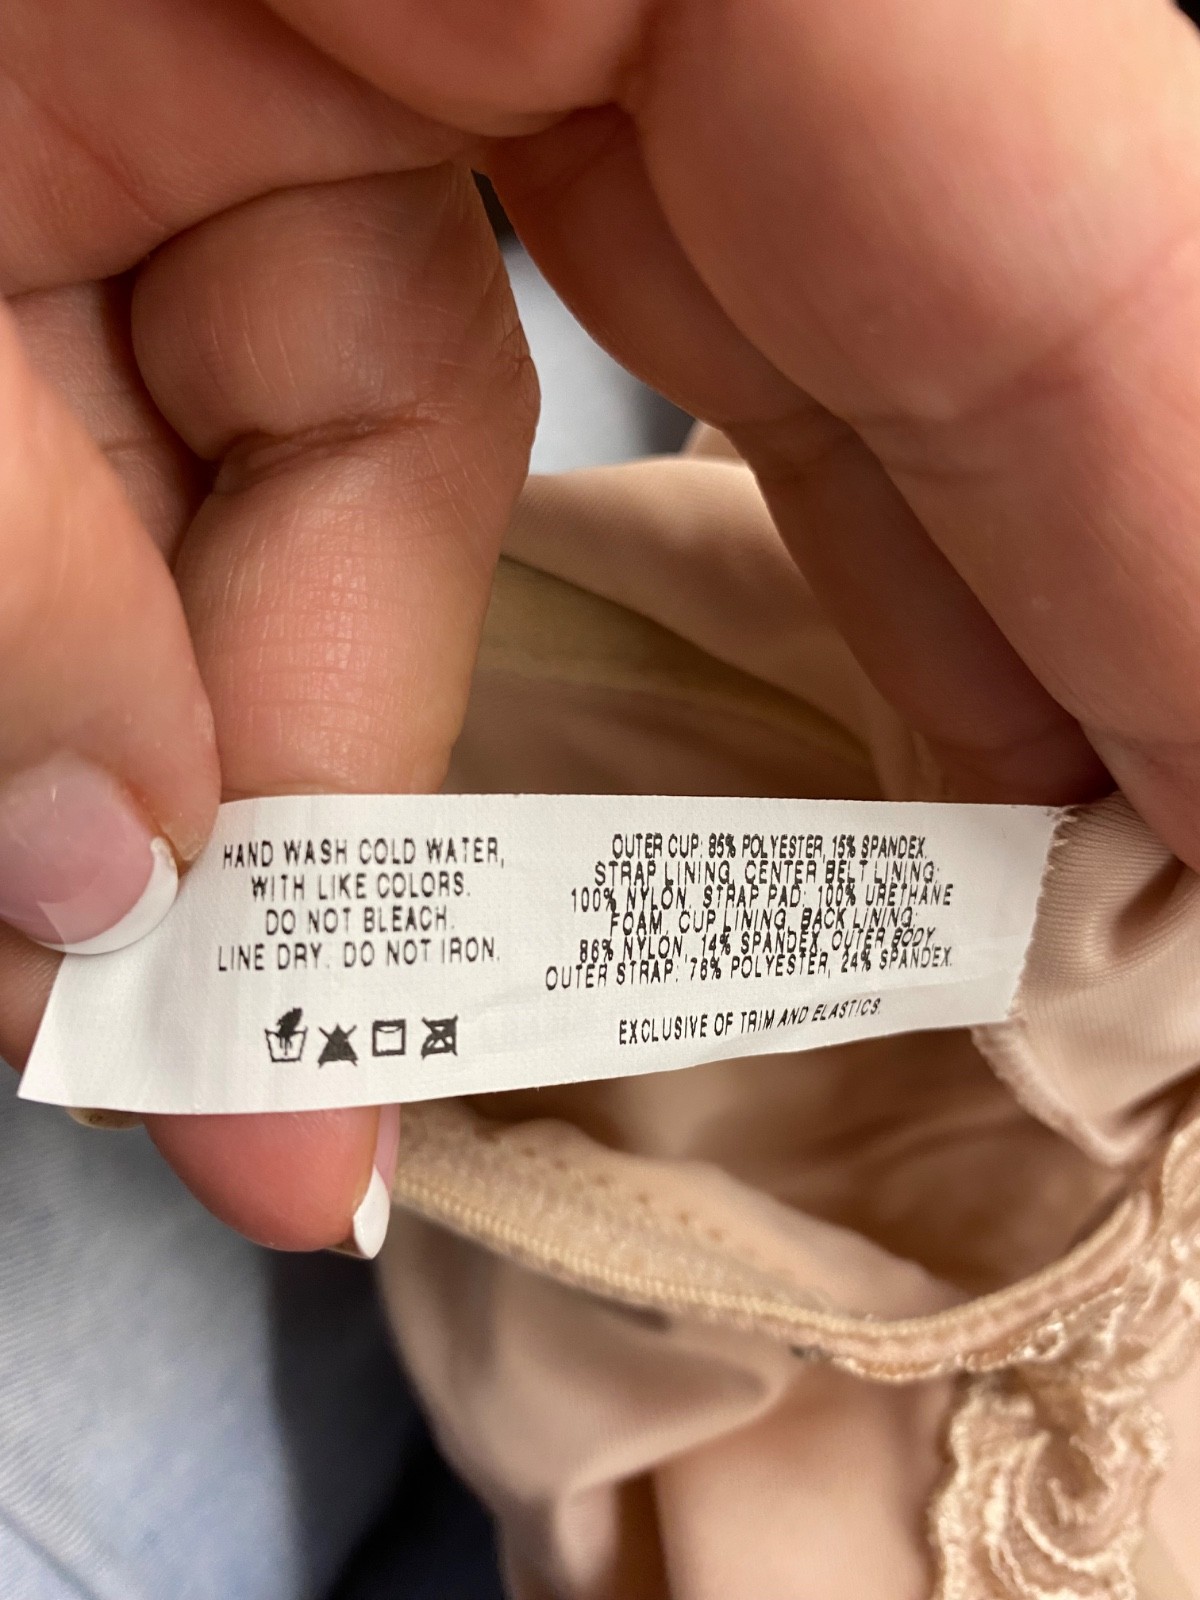 HAND WASH COLD WATER,
WITH LIKE COLORS.
DO NOT BLEACH.
LINE DRY. DO NOT IRON.
OUTER CUP: 85% POLYESTER, 15% SPANDEX.
STRAP LINING, CENTER BELT LINING:
100% NYLON. STRAP PAD: 100% URETHANE
FOAM. CUP LINING, BACK LINING:
86% NYLON, 14% SPANDEX. OUTER BODY,
OUTER STRAP: 76% POLYESTER, 24% SPANDEX.
EXCLUSIVE OF TRIM AND ELASTICS.